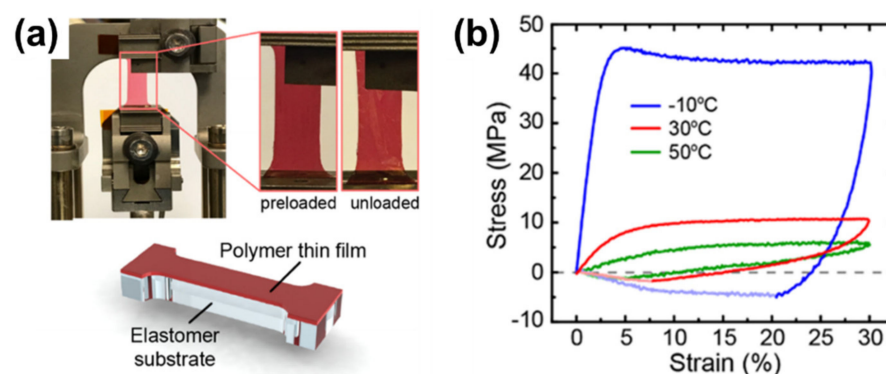 (a)
preloaded unloaded
Polymer thin film
Elastomer
substrate
(b)
Stress (MPa)
50
40
30
20
10
0
-10
-10ºC
30ºC
50ºC
0 5 10 15 20 25 30
Strain (%)